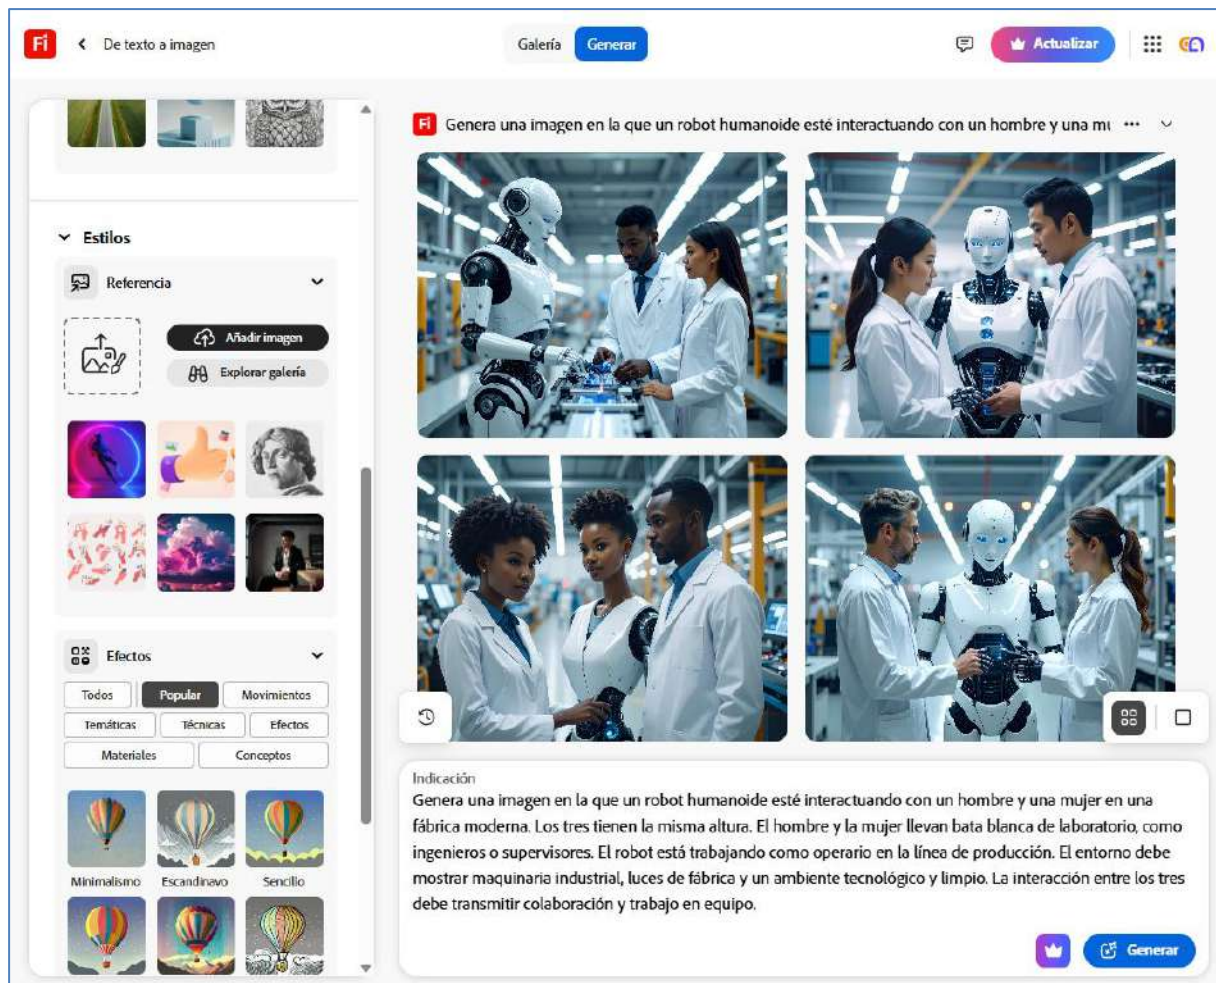 Fi
De texto a imagen
Galería
Generar
Actualizar
Estilos
Referencia
Añadir imagen
Explorar galería
Efectos
Todos
Popular
Movimientos
Temáticas
Técnicas
Efectos
Materiales
Conceptos
Minimalismo
Escandinavo
Sencillo
Fi
Genera una imagen en la que un robot humanoide esté interactuando con un hombre y una mu
Indicación
Genera una imagen en la que un robot humanoide esté interactuando con un hombre y una mujer en una
fábrica moderna. Los tres tienen la misma altura. El hombre y la mujer llevan bata blanca de laboratorio, como
ingenieros o supervisores. El robot está trabajando como operario en la línea de producción. El entorno debe
mostrar maquinaria industrial, luces de fábrica y un ambiente tecnológico y limpio. La interacción entre los tres
debe transmitir colaboración y trabajo en equipo.
Generar